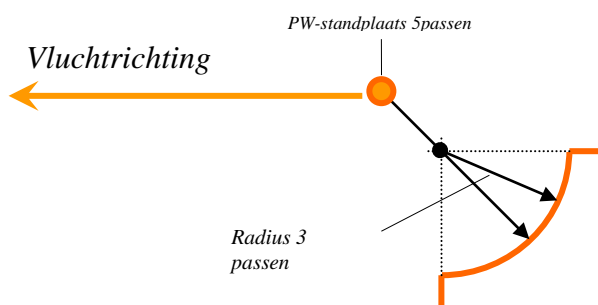 PW-standplaats 5passen
Vluchtrichting
Radius 3
passen